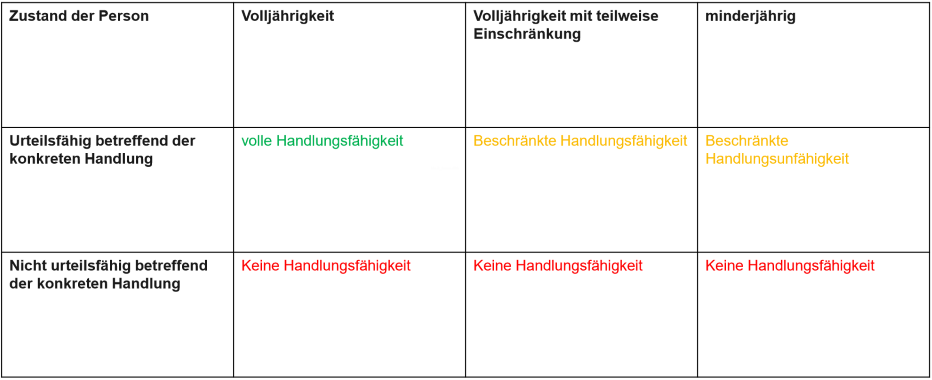 Zustand der Person
Volljährigkeit
Volljährigkeit mit teilweise
Einschränkung
minderjährig
Urteilsfähig betreffend der
konkreten Handlung
volle Handlungsfähigkeit
Beschränkte Handlungsfähigkeit
Beschränkte
Handlungsunfähigkeit
Nicht urteilsfähig betreffend
der konkreten Handlung
Keine Handlungsfähigkeit
Keine Handlungsfähigkeit
Keine Handlungsfähigkeit